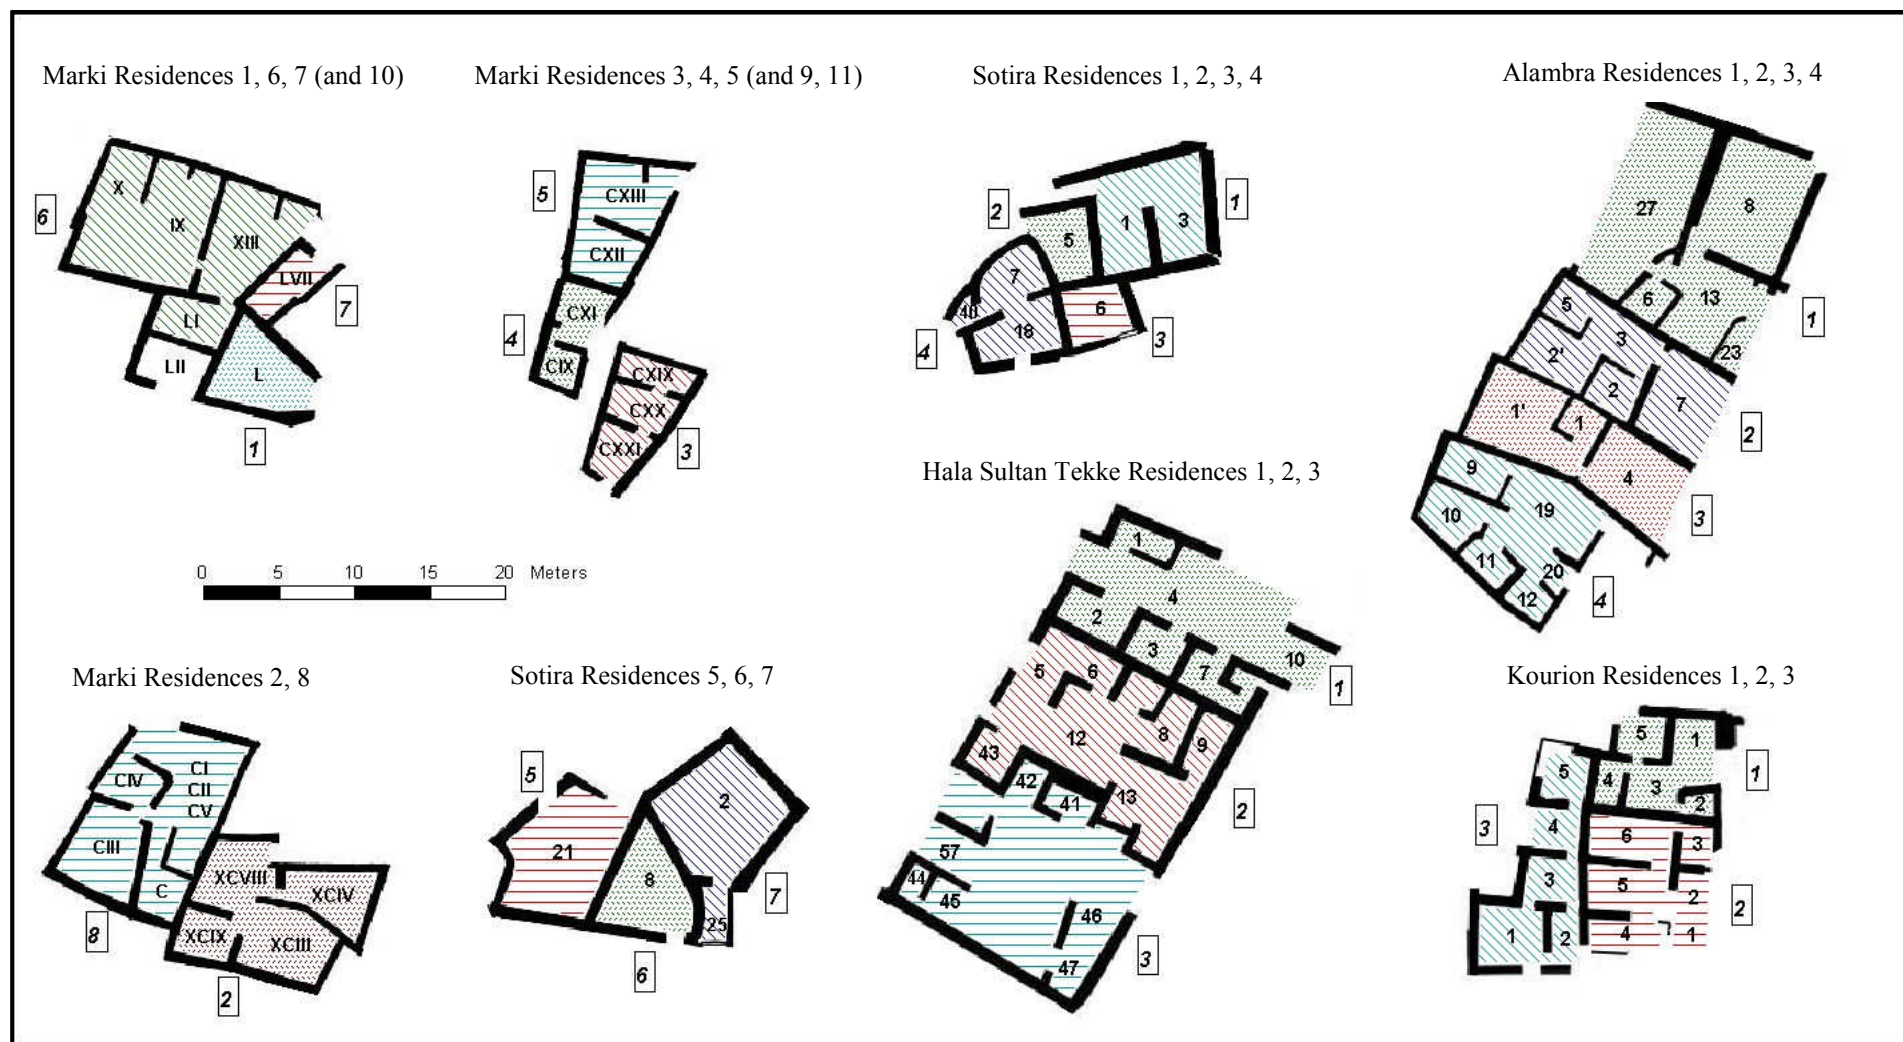 Marki Residences 1, 6, 7 (and 10)
X
IX
XIII
LVII
LI
LII
L
6
7
1
Marki Residences 3, 4, 5 (and 9, 11)
5
CXIII
CXII
CXI
4
CIX
CXIX
CXX
CXXI
3
Sotira Residences 1, 2, 3, 4
2
1
5
1
3
7
40
18
6
4
3
Alambra Residences 1, 2, 3, 4
27
8
6
13
1
5
3
23
2'
2
7
2
1'
1
4
3
9
10
19
11
20
12
4
0 5 10 15 20 Meters
Hala Sultan Tekke Residences 1, 2, 3
1
4
2
3
7
10
1
5
6
12
8
9
43
13
2
42
41
57
44
45
46
47
3
Marki Residences 2, 8
CI
CII
CV
CIV
CIII
C
8
XCVIII
XCIV
XCIX
XCIII
2
Sotira Residences 5, 6, 7
5
21
8
2
25
7
6
Kourion Residences 1, 2, 3
5
1
4
3
2
1
5
4
3
1
2
3
6
3
5
2
4
1
2